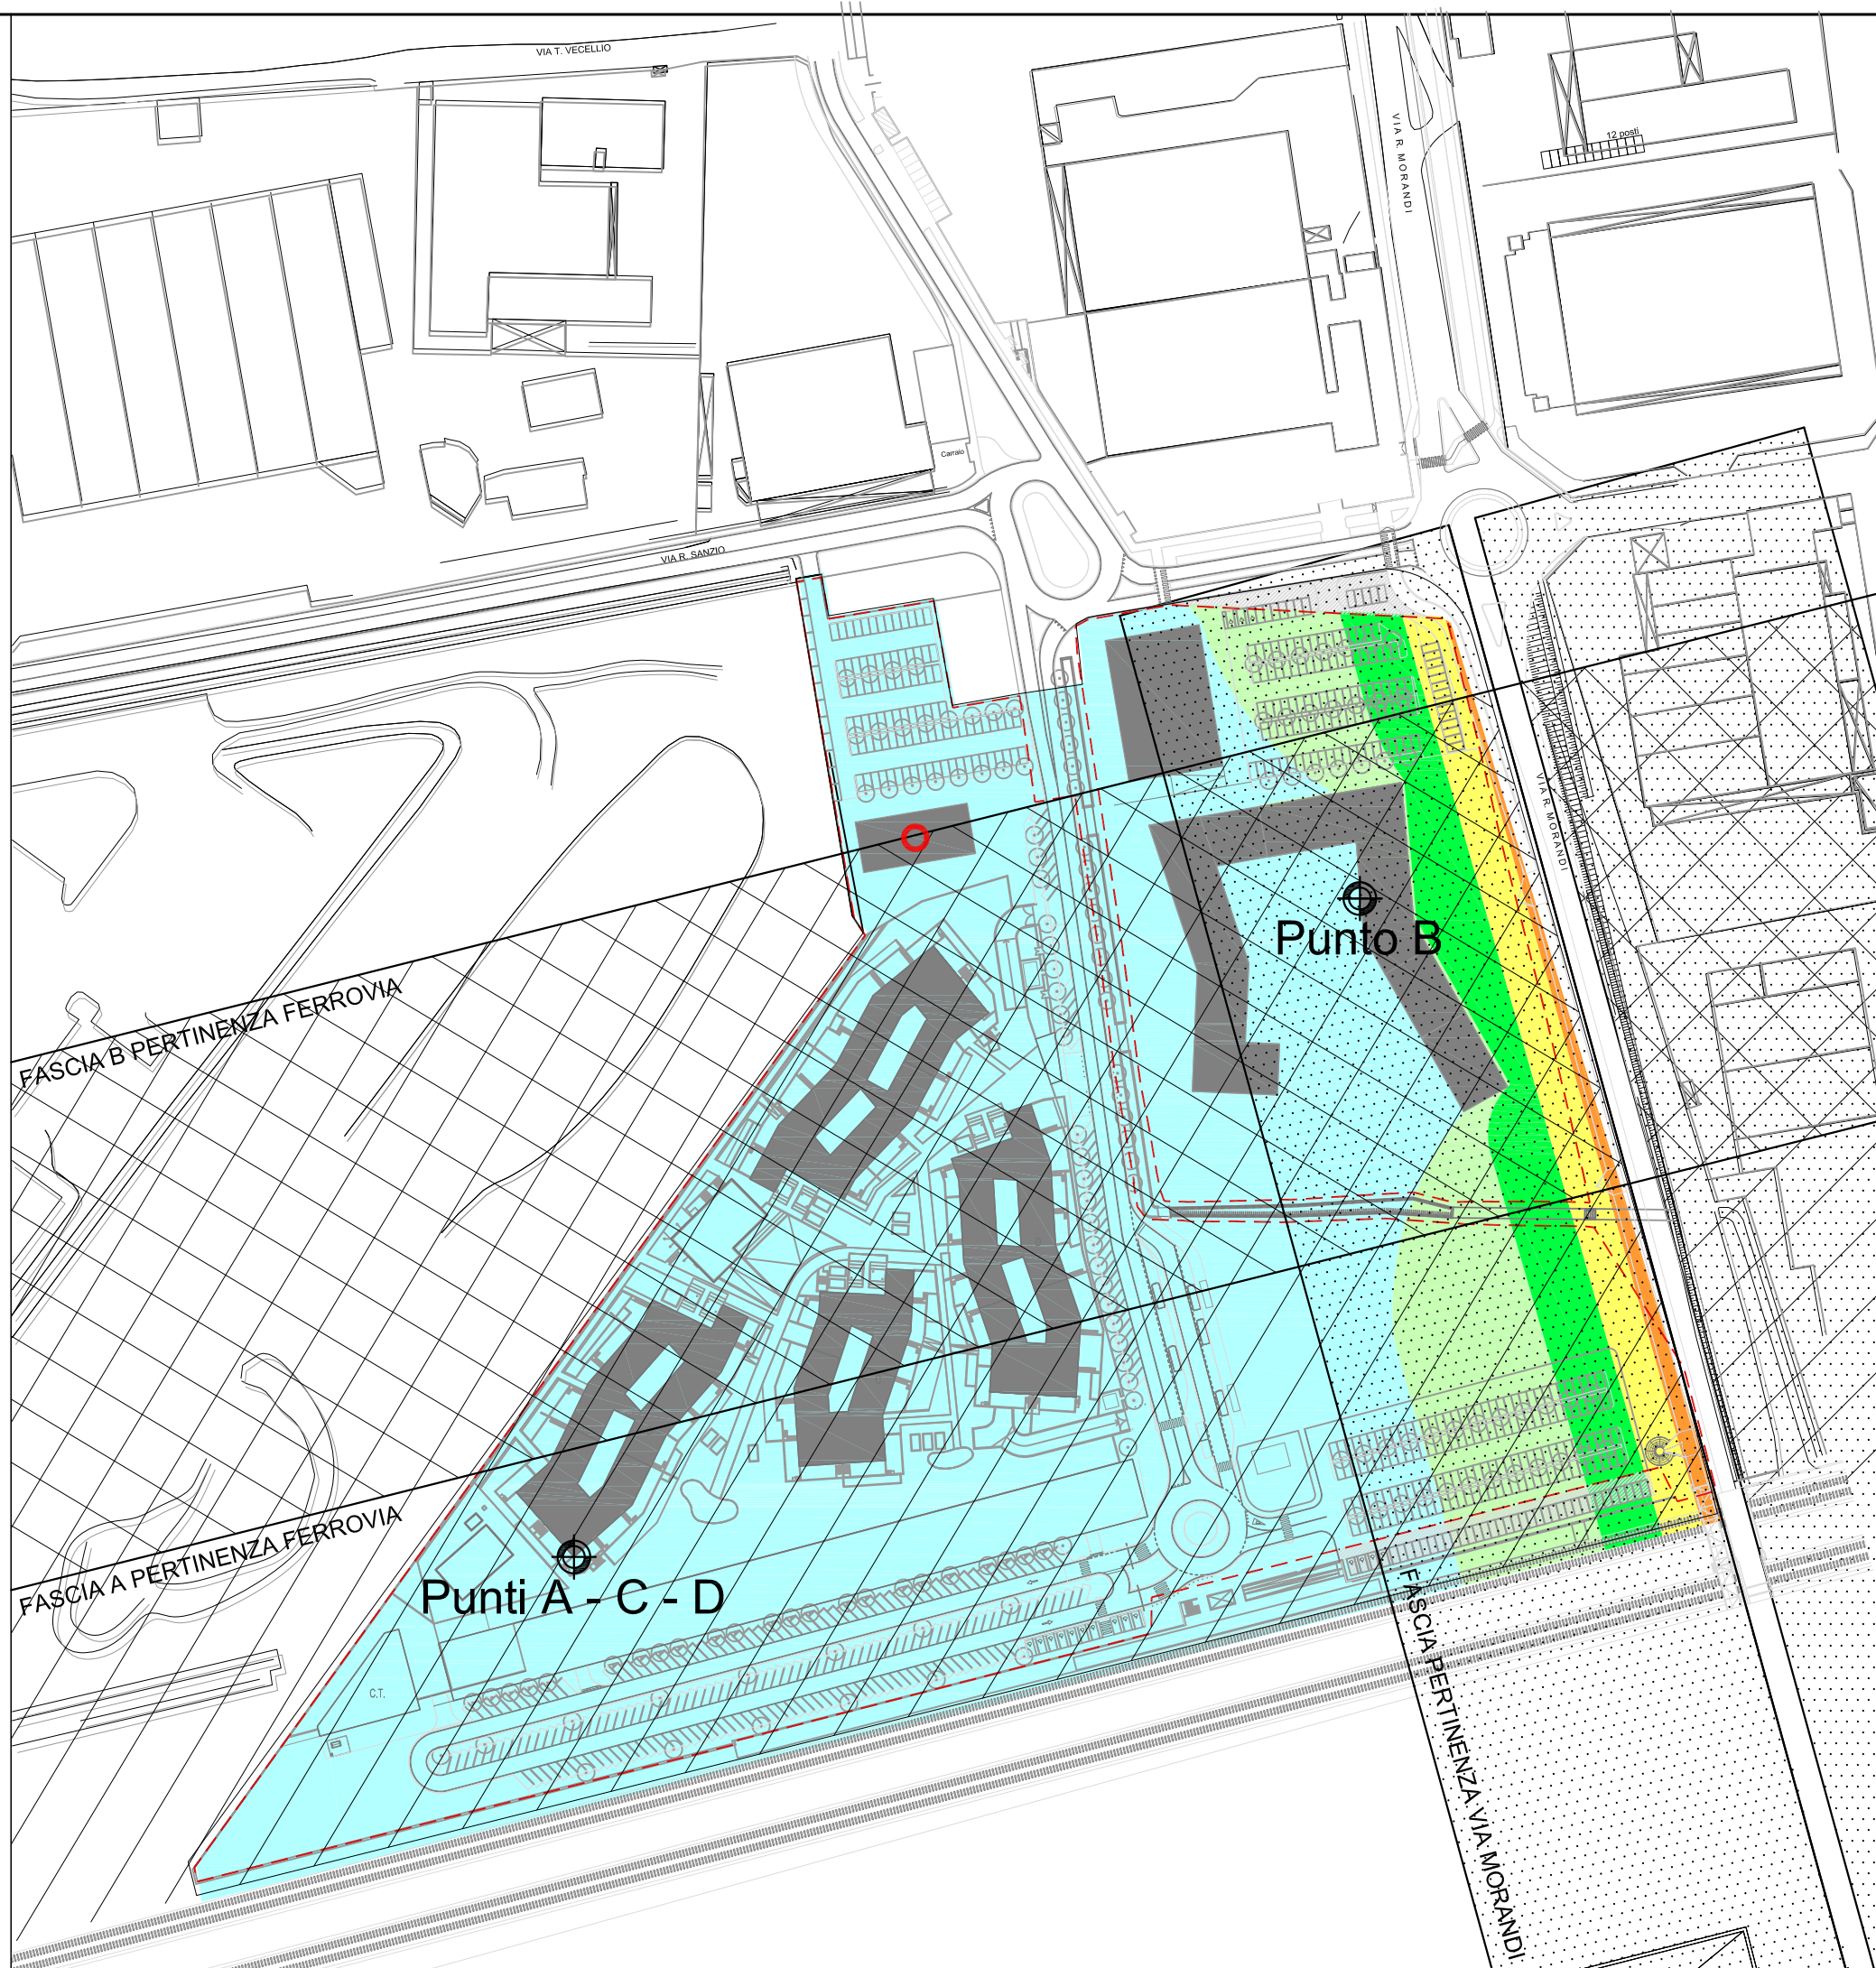 VIA T. VECELLIO
VIA R. MORANDI
12 posti
Carraio
VIA R. SANZIO
VIA R. MORANDI
Punto B
FASCIA B PERTINENZA FERROVIA
FASCIA A PERTINENZA FERROVIA
Punti A - C - D
C.T.
FASCIA PERTINENZA VIA MORANDI